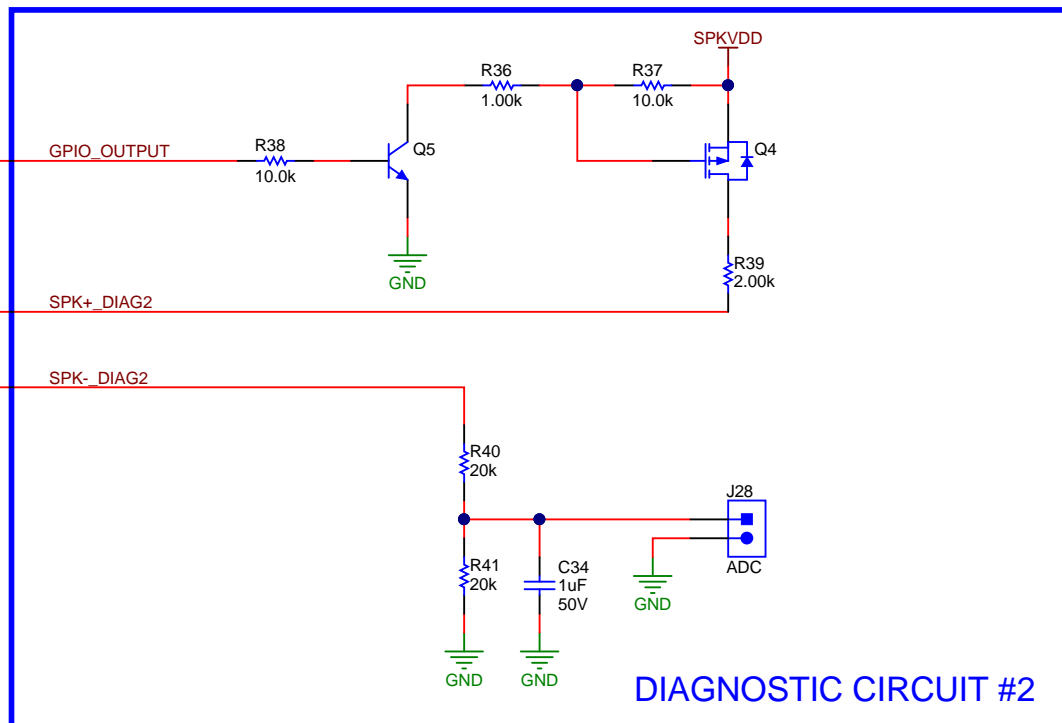 SPKVDD
R36
1.00k
R37
10.0k
GPIO_OUTPUT
R38
10.0k
Q5
Q4
GND
R39
2.00k
SPK+_DIAG2
SPK-_DIAG2
R40
20k
J28
R41
20k
C34
1uF
50V
ADC
GND
GND
GND
DIAGNOSTIC CIRCUIT #2